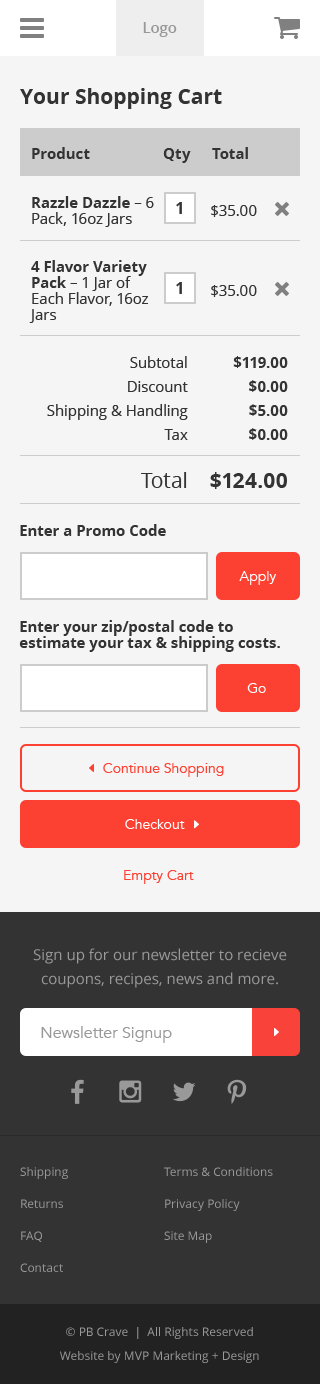 Logo
Your Shopping Cart
Product Qty Total
Razzle Dazzle – 6
Pack, 16oz Jars
1 $35.00
4 Flavor Variety
Pack – 1 Jar of
Each Flavor, 16oz
Jars
1 $35.00
Subtotal $119.00
Discount $0.00
Shipping & Handling $5.00
Tax $0.00
Total $124.00
Enter a Promo Code
Apply
Enter your zip/postal code to
estimate your tax & shipping costs.
Go
Continue Shopping
Checkout
Empty Cart
Sign up for our newsletter to recieve
coupons, recipes, news and more.
Newsletter Signup
Shipping Terms & Conditions
Returns Privacy Policy
FAQ Site Map
Contact
© PB Crave | All Rights Reserved
Website by MVP Marketing + Design